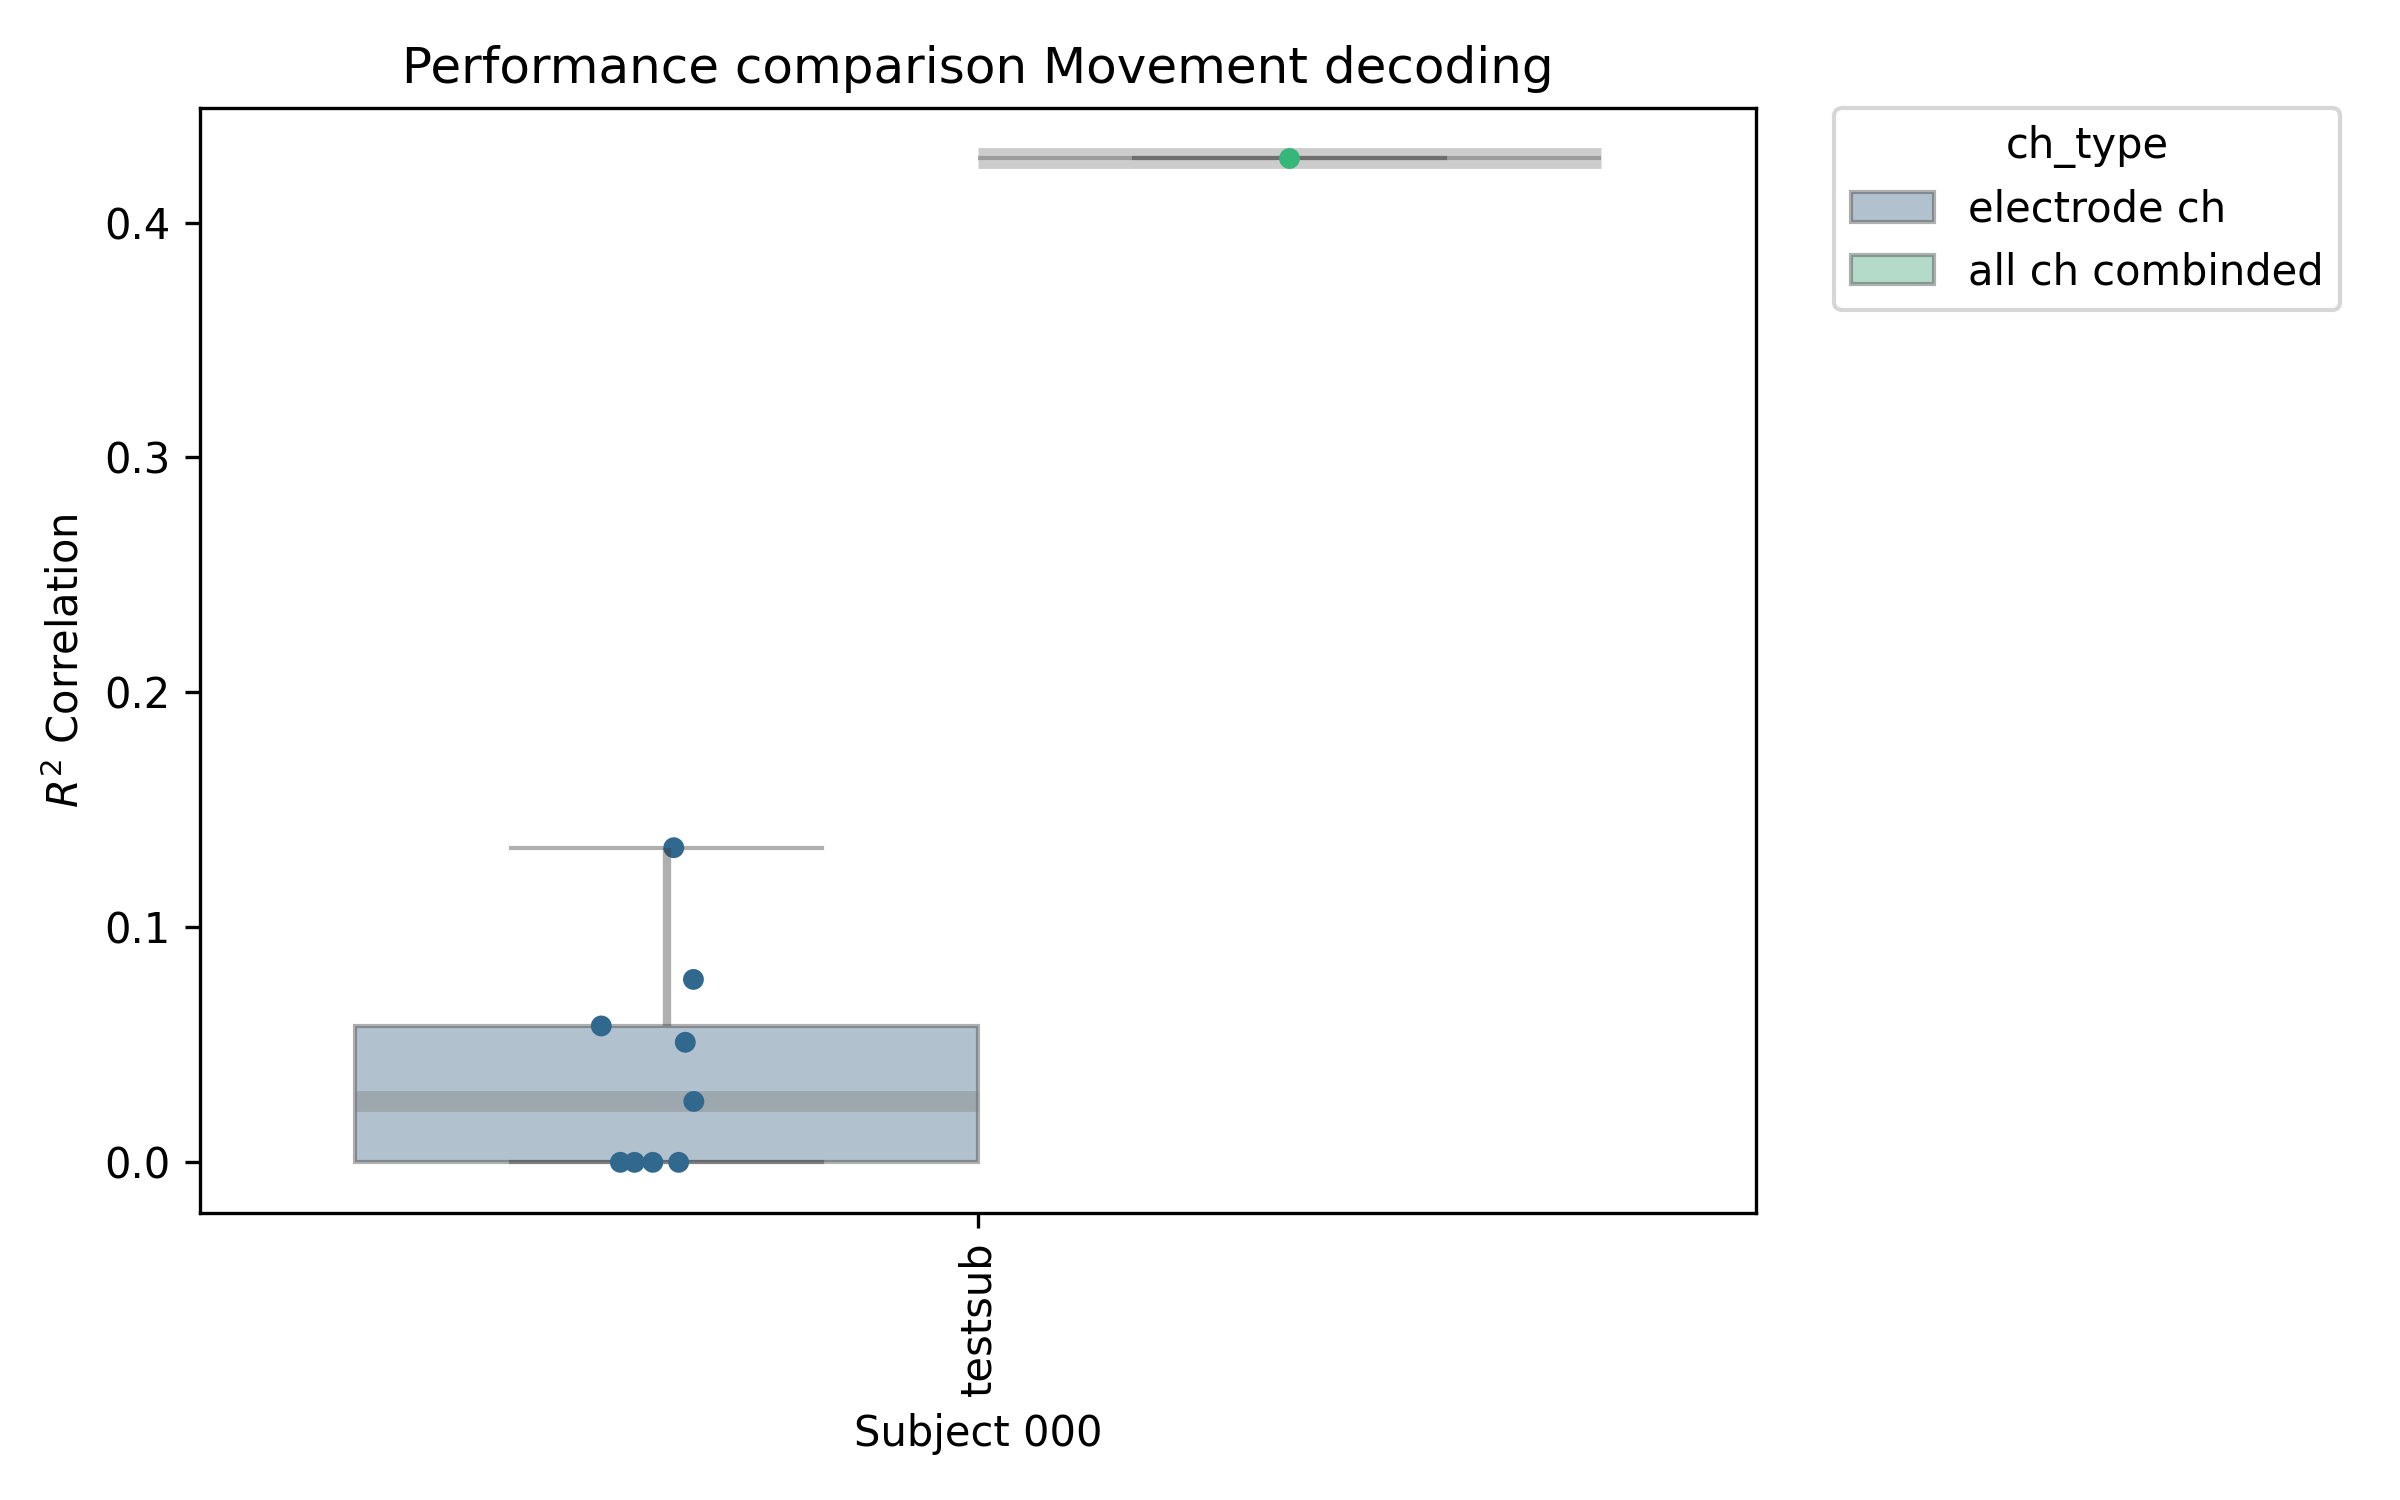 Performance comparison Movement decoding
ch_type
electrode ch
all ch combinded
R² Correlation
0.4
0.3
0.2
0.1
0.0
testsub
Subject 000